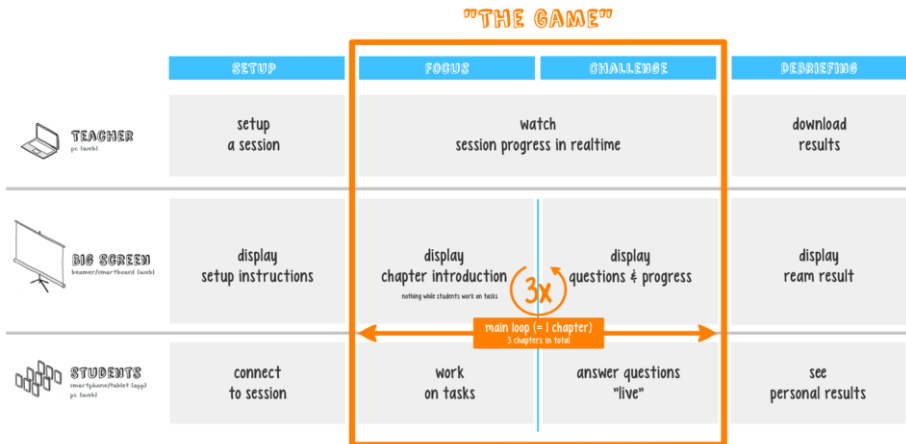 "THE GAME"
SETUP
FOCUS
CHALLENGE
DEBRIEFING
TEACHER
pc (web)
setup
a session
watch
session progress in realtime
download
results
BIG SCREEN
beamer/smartboard (web)
display
setup instructions
display
chapter introduction
nothing while students work on tasks
display
questions & progress
display
ream result
3x
main loop (= 1 chapter)
3 chapters in total
STUDENTS
smartphone/tablet (app)
pc (web)
connect
to session
work
on tasks
answer questions
"live"
see
personal results